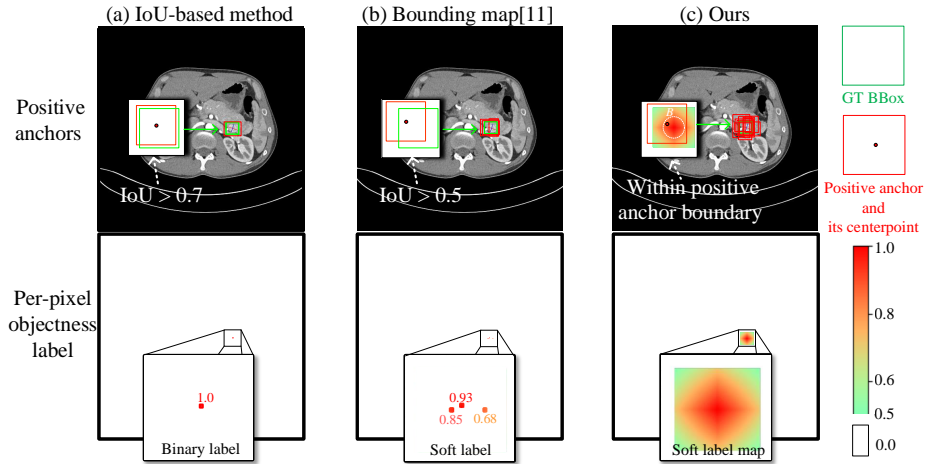 (a) IoU-based method
(b) Bounding map[11]
(c) Ours
Positive
anchors
IoU > 0.7
IoU > 0.5
Within positive
anchor boundary
GT BBox
Positive anchor
and
its centerpoint
Per-pixel
objectness
label
1.0
Binary label
0.93
0.85
0.68
Soft label
Soft label map
1.0
0.8
0.6
0.5
0.0